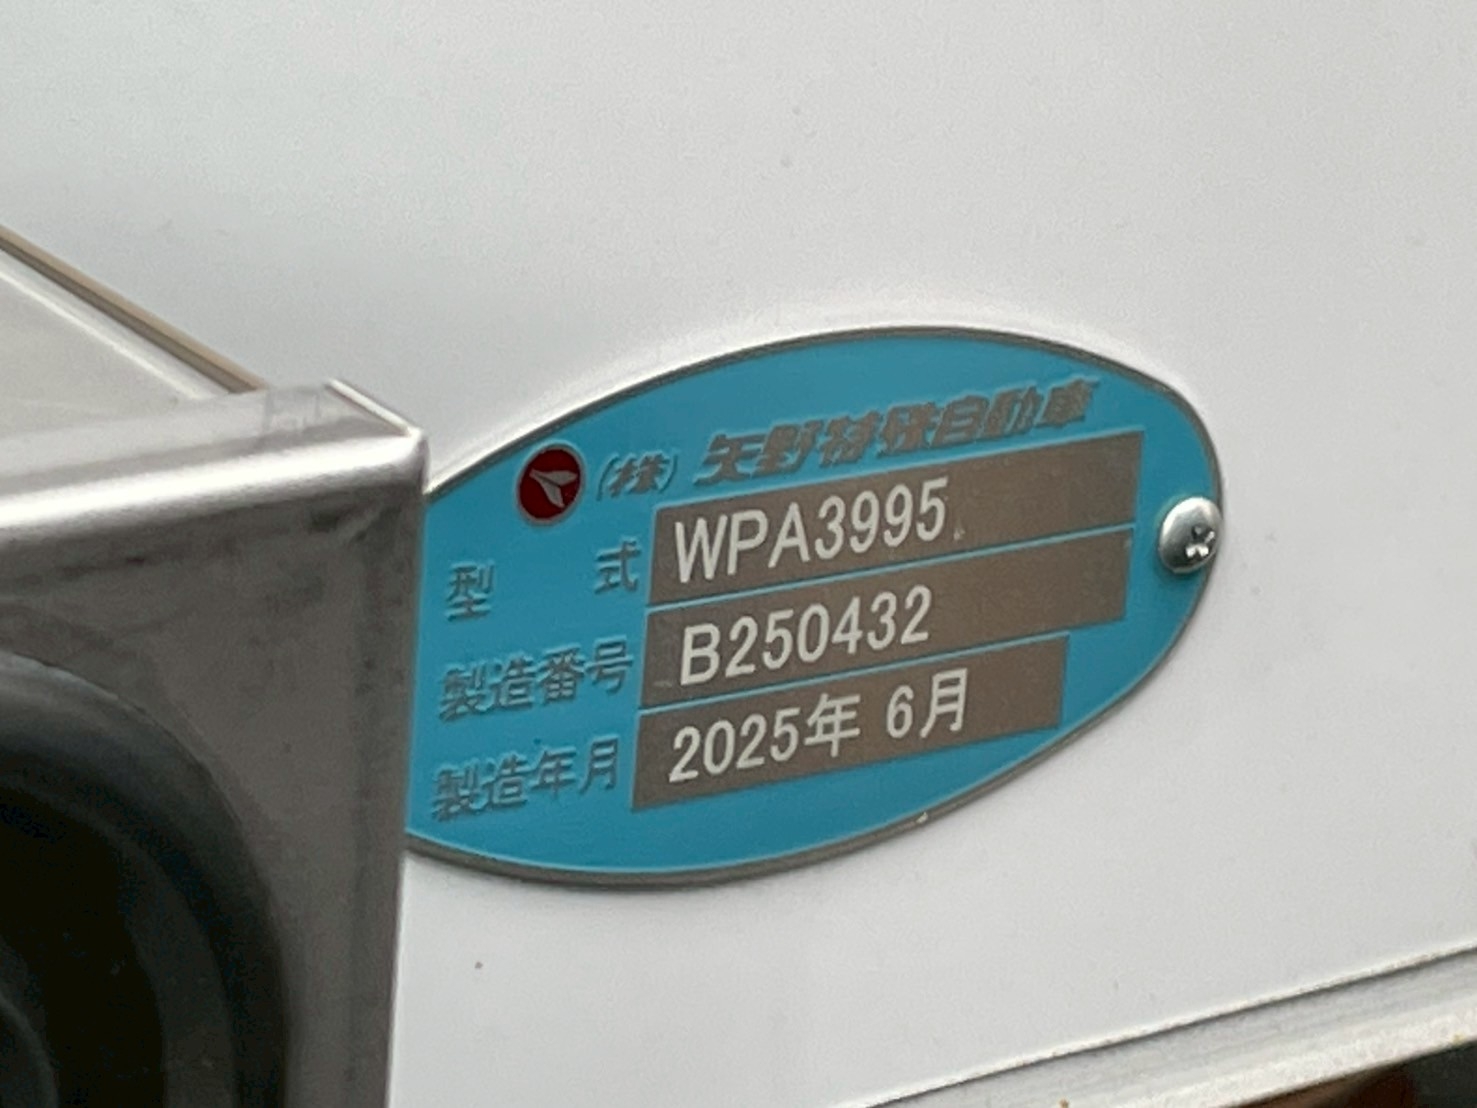 (株) 矢野特殊自動車
型 式 WPA3995
製造番号 B250432
製造年月 2025年 6月